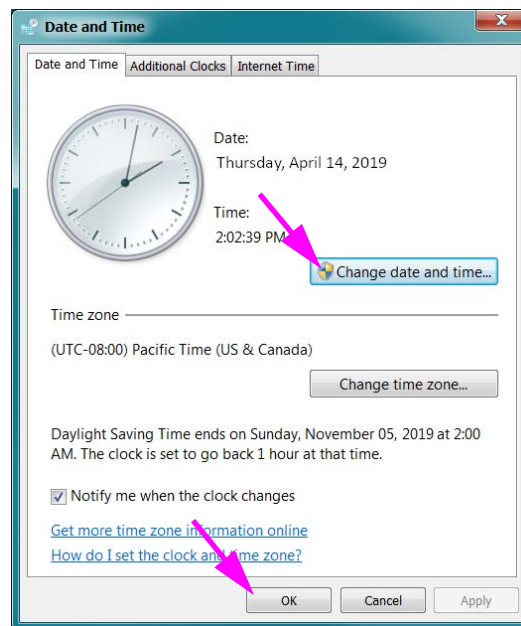 Date and Time
Date and Time Additional Clocks Internet Time
Date:
Thursday, April 14, 2019
Time:
2:02:39 PM
Change date and time...
Time zone
(UTC-08:00) Pacific Time (US & Canada)
Change time zone...
Daylight Saving Time ends on Sunday, November 05, 2019 at 2:00
AM. The clock is set to go back 1 hour at that time.
Notify me when the clock changes
Get more time zone information online
How do I set the clock and time zone?
OK Cancel Apply